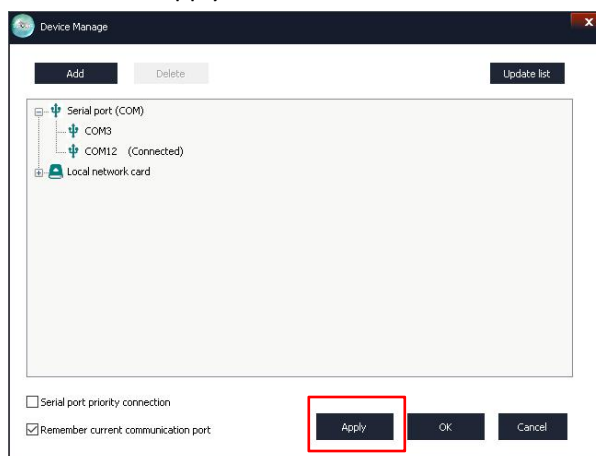 Device Manage
x
Add
Delete
Update list
Serial port (COM)
COM3
COM12 (Connected)
Local network card
Serial port priority connection
Remember current communication port
Apply
OK
Cancel